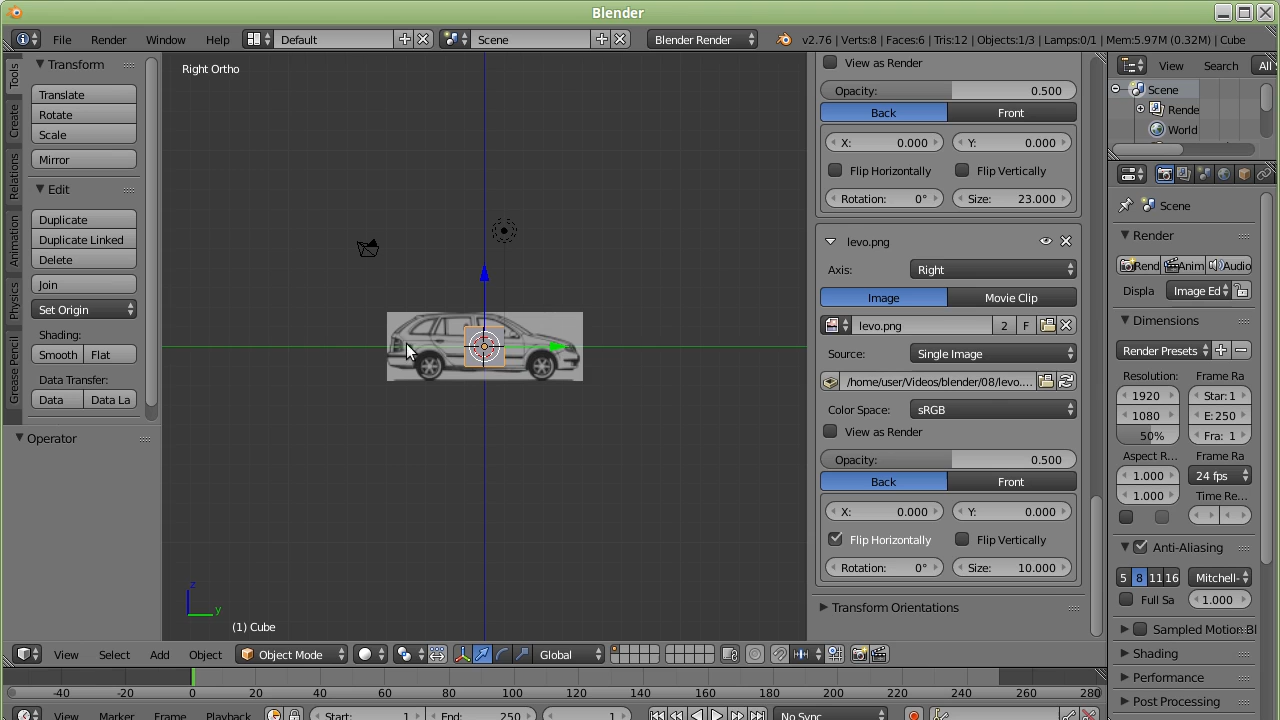 Blender
File Render Window Help Default Scene Blender Render v2.76 | Verts:8 | Faces:6 | Tris:12 | Objects:1/3 | Lamps:0/1 | Mem:5.97M (0.32M) | Cube
Tools
Create
Relations
Animation
Physics
Grease Pencil
Transform
Translate
Rotate
Scale
Mirror
Edit
Duplicate
Duplicate Linked
Delete
Join
Set Origin
Shading:
Smooth Flat
Data Transfer:
Data Data La
Operator
Right Ortho
z
y
(1) Cube
View as Render
Opacity: 0.500
Back Front
X: 0.000 Y: 0.000
Flip Horizontally Flip Vertically
Rotation: 0° Size: 23.000
levo.png
Axis: Right
Image Movie Clip
levo.png 2 F
Source: Single Image
/home/user/Videos/blender/08/levo....
Color Space: sRGB
View as Render
Opacity: 0.500
Back Front
X: 0.000 Y: 0.000
Flip Horizontally Flip Vertically
Rotation: 0° Size: 10.000
Transform Orientations
View Search All
Scene
Rende
World
Scene
Render
Rend Anim Audio
Displa Image Ed
Dimensions
Render Presets
Resolution: Frame Ra
1920 Star: 1
1080 E: 250
50% Fra: 1
Aspect R... Frame Ra
1.000 24 fps
1.000 Time Re...
Anti-Aliasing
5 8 11 16 Mitchell-
Full Sa 1.000
Sampled Motion Bl
Shading
Performance
Post Processing
View Select Add Object Object Mode Global
-40 -20 0 20 40 60 80 100 120 140 160 180 200 220 240 260 280
View Marker Frame Playback Start: 1 End: 250 1 No Sync